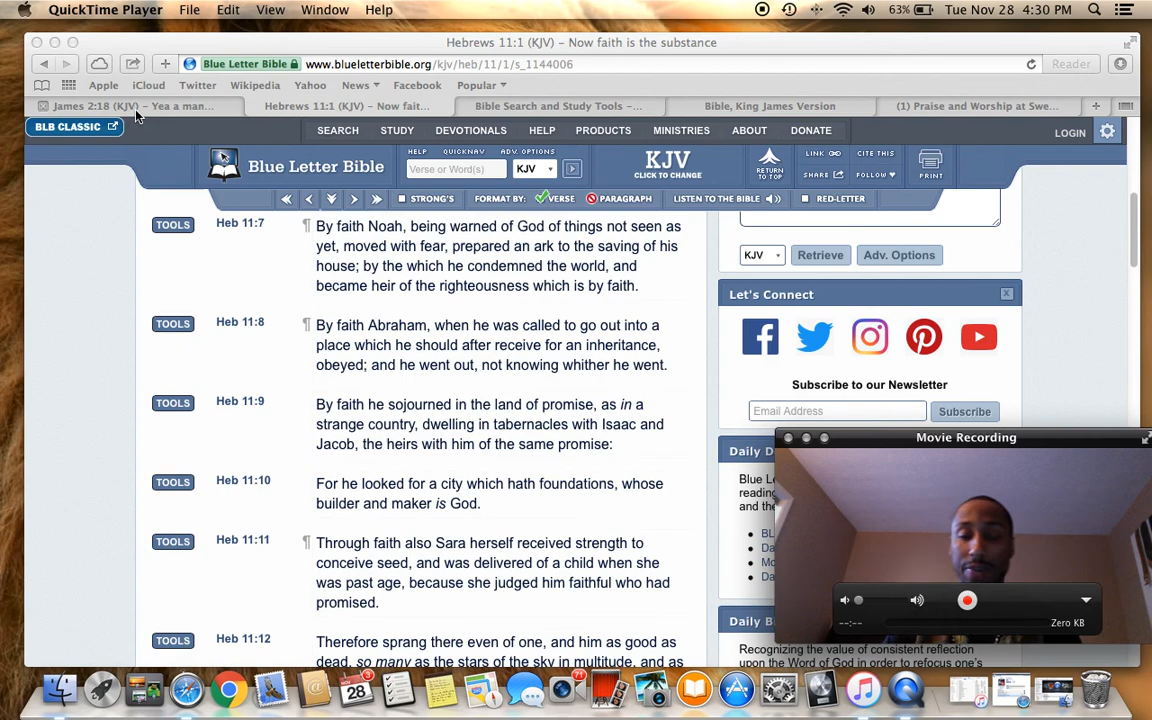 QuickTime Player File Edit View Window Help 63% Tue Nov 28 4:30 PM
Hebrews 11:1 (KJV) – Now faith is the substance
Blue Letter Bible www.blueletterbible.org/kjv/heb/11/1/s_1144006 Reader
Apple iCloud Twitter Wikipedia Yahoo News Facebook Popular
James 2:18 (KJV) – Yea a man... Hebrews 11:1 (KJV) – Now fait... Bible Search and Study Tools –... Bible, King James Version (1) Praise and Worship at Swe...
BLB CLASSIC SEARCH STUDY DEVOTIONALS HELP PRODUCTS MINISTRIES ABOUT DONATE LOGIN
HELP QUICKNAV ADV. OPTIONS LINK CITE THIS
Blue Letter Bible Verse or Word(s) KJV KJV CLICK TO CHANGE RETURN TO TOP SHARE FOLLOW PRINT
STRONG'S FORMAT BY: VERSE PARAGRAPH LISTEN TO THE BIBLE RED-LETTER
TOOLS Heb 11:7 ¶ By faith Noah, being warned of God of things not seen as
yet, moved with fear, prepared an ark to the saving of his
house; by the which he condemned the world, and
became heir of the righteousness which is by faith.
TOOLS Heb 11:8 ¶ By faith Abraham, when he was called to go out into a
place which he should after receive for an inheritance,
obeyed; and he went out, not knowing whither he went.
TOOLS Heb 11:9 By faith he sojourned in the land of promise, as in a
strange country, dwelling in tabernacles with Isaac and
Jacob, the heirs with him of the same promise:
TOOLS Heb 11:10 For he looked for a city which hath foundations, whose
builder and maker is God.
TOOLS Heb 11:11 ¶ Through faith also Sara herself received strength to
conceive seed, and was delivered of a child when she
was past age, because she judged him faithful who had
promised.
TOOLS Heb 11:12 Therefore sprang there even of one, and him as good as
dead, so many as the stars of the sky in multitude, and as
KJV Retrieve Adv. Options
Let's Connect
Subscribe to our Newsletter
Email Address Subscribe
Daily D
Blue Le
reading
and the
BL
Da
Mo
Da
Daily B
Recognizing the value of consistent reflection
upon the Word of God in order to refocus one's
Movie Recording
--:-- Zero KB
28
3
71